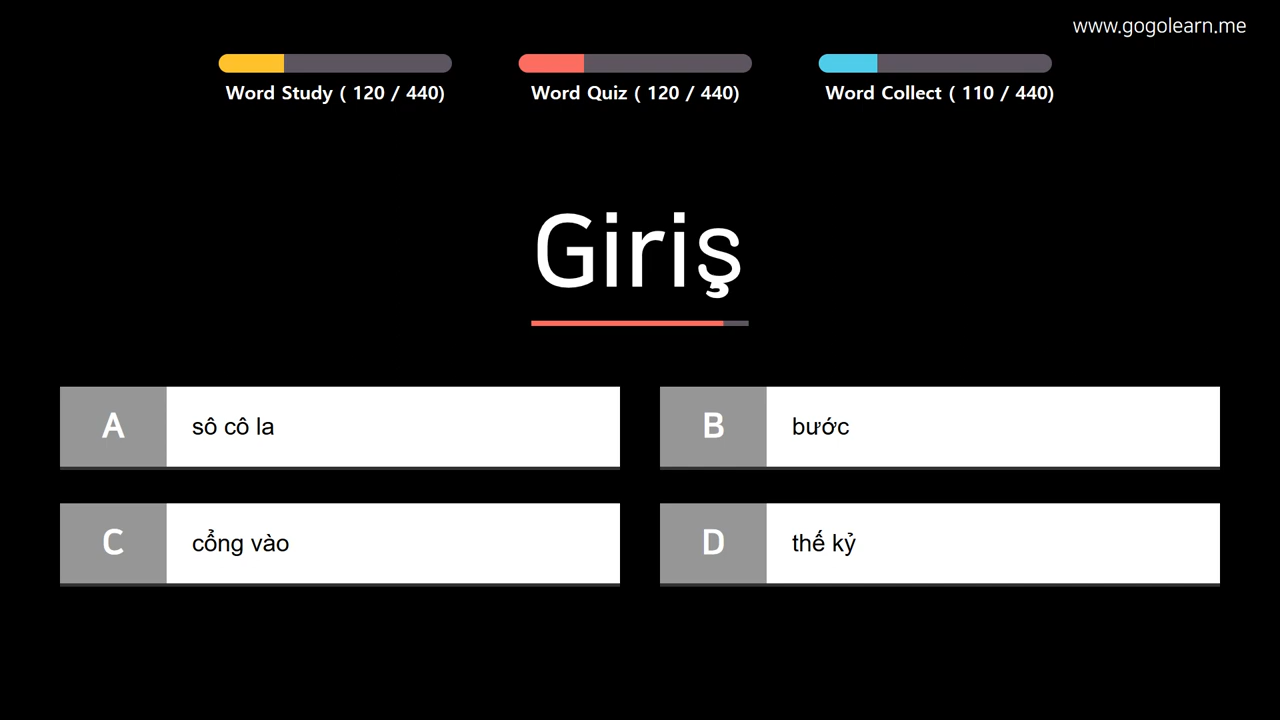 www.gogolearn.me
Word Study ( 120 / 440)
Word Quiz ( 120 / 440)
Word Collect ( 110 / 440)
Giriş
A
sô cô la
B
bước
C
cổng vào
D
thế kỷ